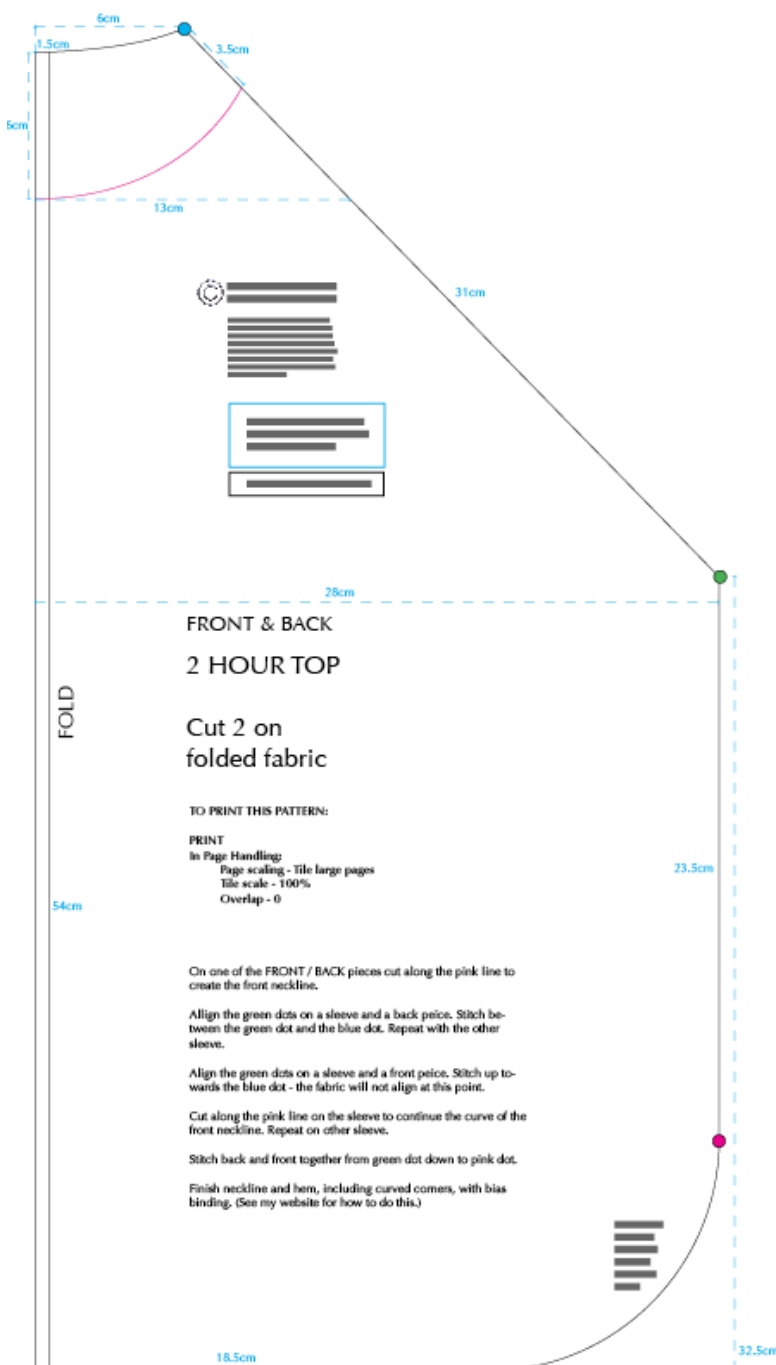 6cm
1.5cm
3.5cm
6cm
13cm
©
31cm
28cm
FRONT & BACK
2 HOUR TOP
FOLD
Cut 2 on
folded fabric
TO PRINT THIS PATTERN:
PRINT
In Page Handling:
Page scaling - Tile large pages
Tile scale - 100%
Overlap - 0
23.5cm
54cm
On one of the FRONT / BACK pieces cut along the pink line to
create the front neckline.
Allign the green dots on a sleeve and a back peice. Stitch be-
tween the green dot and the blue dot. Repeat with the other
sleeve.
Align the green dots on a sleeve and a front peice. Stitch up to-
wards the blue dot - the fabric will not align at this point.
Cut along the pink line on the sleeve to continue the curve of the
front neckline. Repeat on other sleeve.
Stitch back and front together from green dot down to pink dot.
Finish neckline and hem, including curved corners, with bias
binding. (See my website for how to do this.)
18.5cm
32.5cm